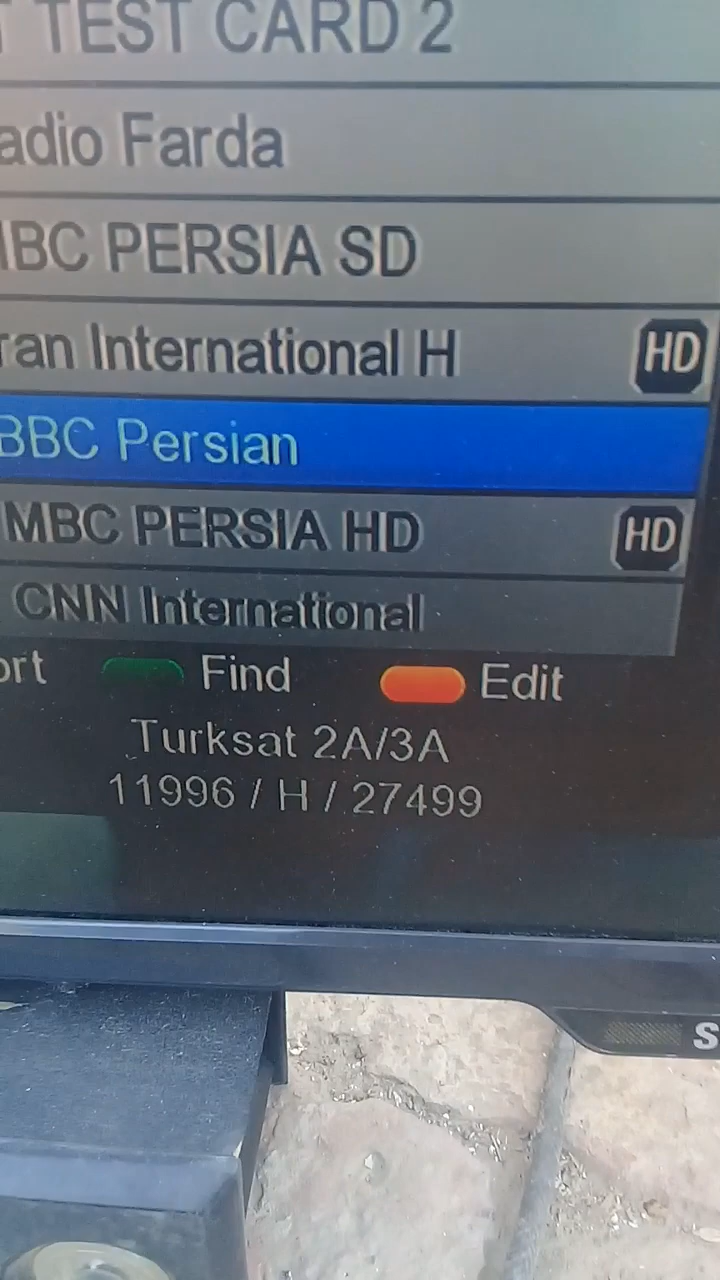 TEST CARD 2
adio Farda
MBC PERSIA SD
ran International H HD
BBC Persian
MBC PERSIA HD HD
CNN International
ort Find Edit
Turksat 2A/3A
11996 / H / 27499
S